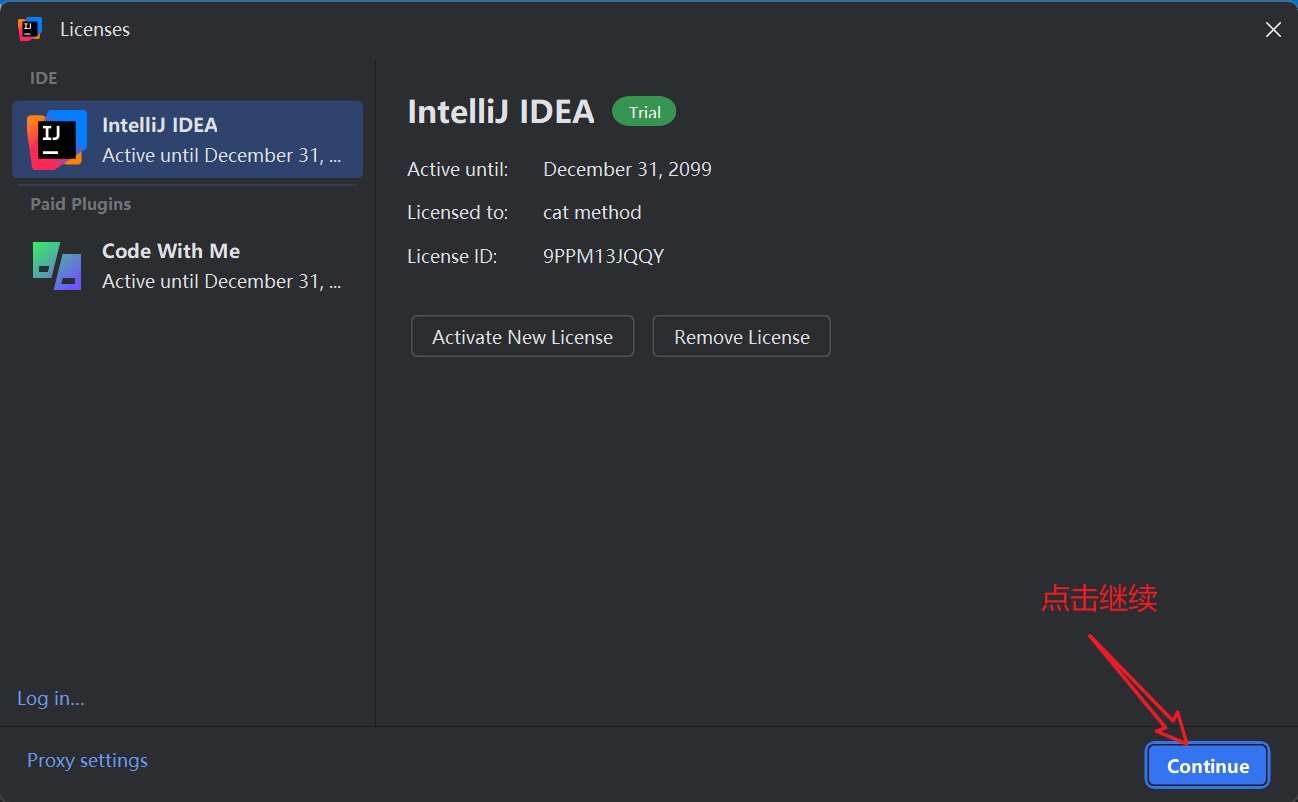 Licenses
IDE
IJ
IntelliJ IDEA
Active until December 31, ...
Paid Plugins
Code With Me
Active until December 31, ...
Log in...
IntelliJ IDEA Trial
Active until: December 31, 2099
Licensed to: cat method
License ID: 9PPM13JQQY
Activate New License Remove License
点击继续
Proxy settings
Continue